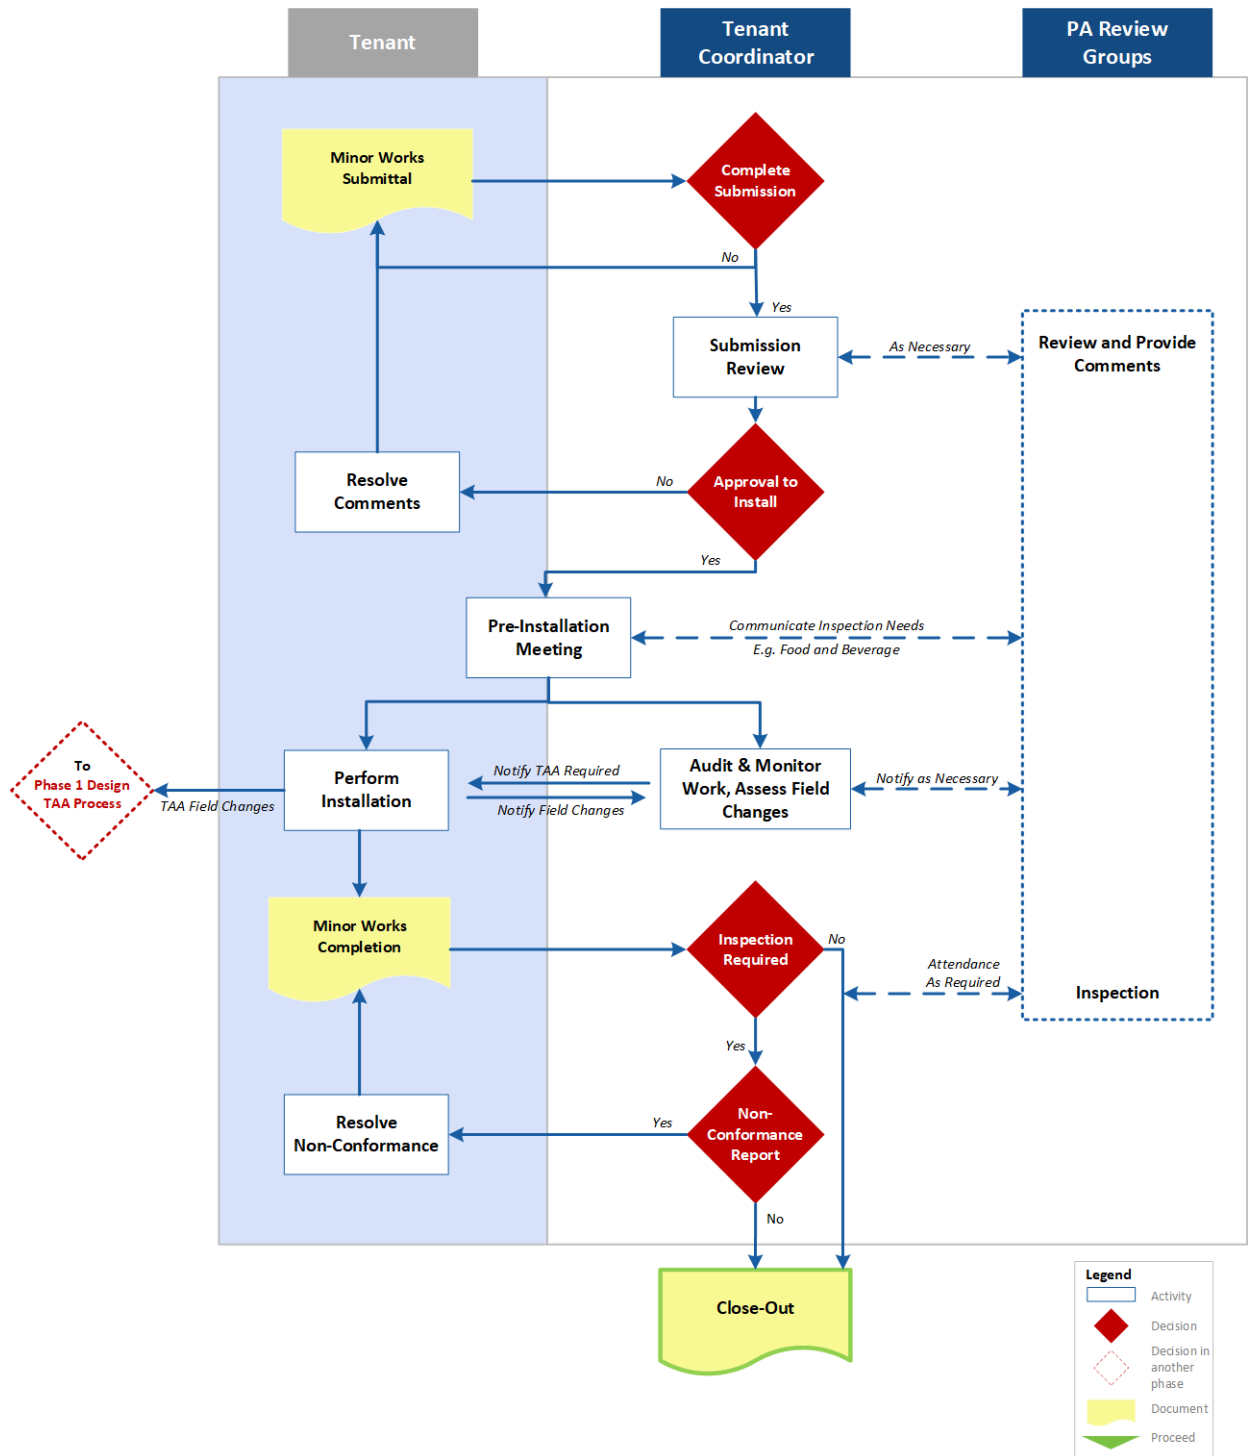 Tenant
Tenant
Coordinator
PA Review
Groups
Minor Works
Submittal
Complete
Submission
No
Yes
Submission
Review
As Necessary
Review and Provide
Comments
Resolve
Comments
No
Approval to
Install
Yes
Pre-Installation
Meeting
Communicate Inspection Needs
E.g. Food and Beverage
To
Phase 1 Design
TAA Process
TAA Field Changes
Perform
Installation
Notify TAA Required
Notify Field Changes
Audit & Monitor
Work, Assess Field
Changes
Notify as Necessary
Minor Works
Completion
Inspection
Required
No
Attendance
As Required
Inspection
Yes
Resolve
Non-Conformance
Yes
Non-
Conformance
Report
No
Close-Out
Legend
Activity
Decision
Decision in
another
phase
Document
Proceed